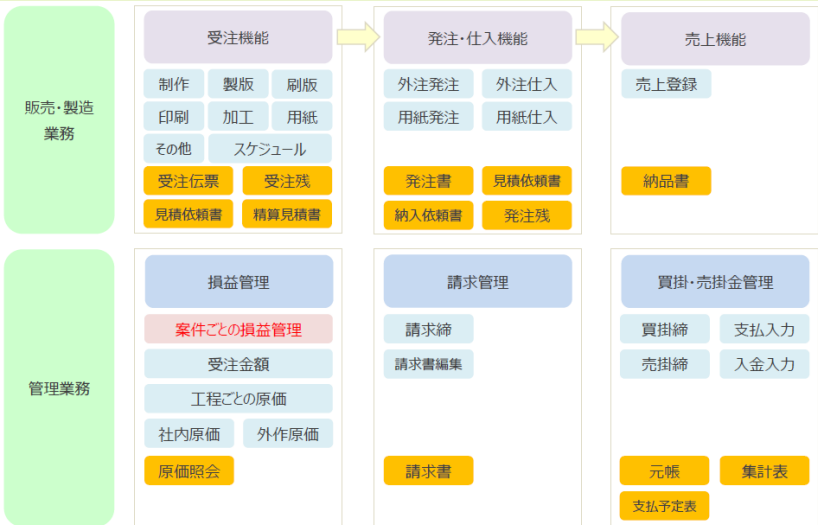 販売・製造
業務
受注機能
制作
製版
刷版
印刷
加工
用紙
その他
スケジュール
受注伝票
受注残
見積依頼書
精算見積書
発注・仕入機能
外注発注
外注仕入
用紙発注
用紙仕入
発注書
見積依頼書
納入依頼書
発注残
売上機能
売上登録
納品書
管理業務
損益管理
案件ごとの損益管理
受注金額
工程ごとの原価
社内原価
外作原価
原価照会
請求管理
請求締
請求書編集
請求書
買掛・売掛金管理
買掛締
支払入力
売掛締
入金入力
元帳
集計表
支払予定表